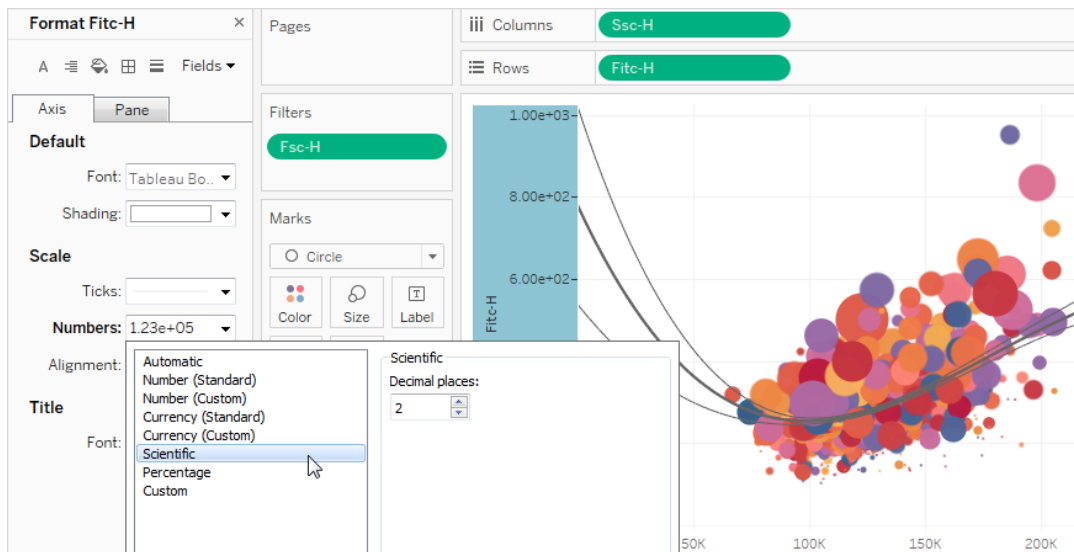 Format Fitc-H ×
A Fields
Axis Pane
Default
Font: Tableau Bo..
Shading:
Scale
Ticks:
Numbers: 1.23e+05
Alignment:
Title
Font:
Automatic
Number (Standard)
Number (Custom)
Currency (Standard)
Currency (Custom)
Scientific
Percentage
Custom
Scientific
Decimal places:
2
Pages
Filters
Fsc-H
Marks
Circle
Color Size Label
T
Columns Ssc-H
Rows Fitc-H
1.00e+03
8.00e+02
6.00e+02
Fitc-H
50K 100K 150K 200K